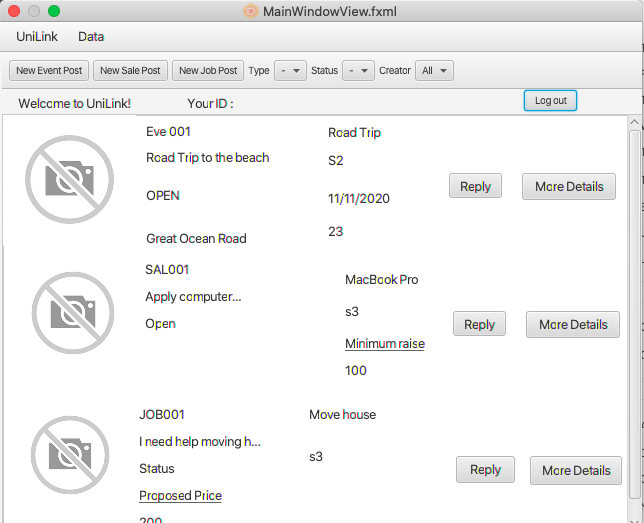 MainWindowView.fxml
UniLink Data
New Event Post New Sale Post New Job Post Type - Status - Creator All
Welcome to UniLink! Your ID : Log out
Eve 001 Road Trip
Road Trip to the beach S2
Reply More Details
OPEN 11/11/2020
Great Ocean Road 23
SAL001 MacBook Pro
Apply computer... s3
Open Reply More Details
Minimum raise
100
JOB001 Move house
I need help moving h...
s3
Status Reply More Details
Proposed Price
200